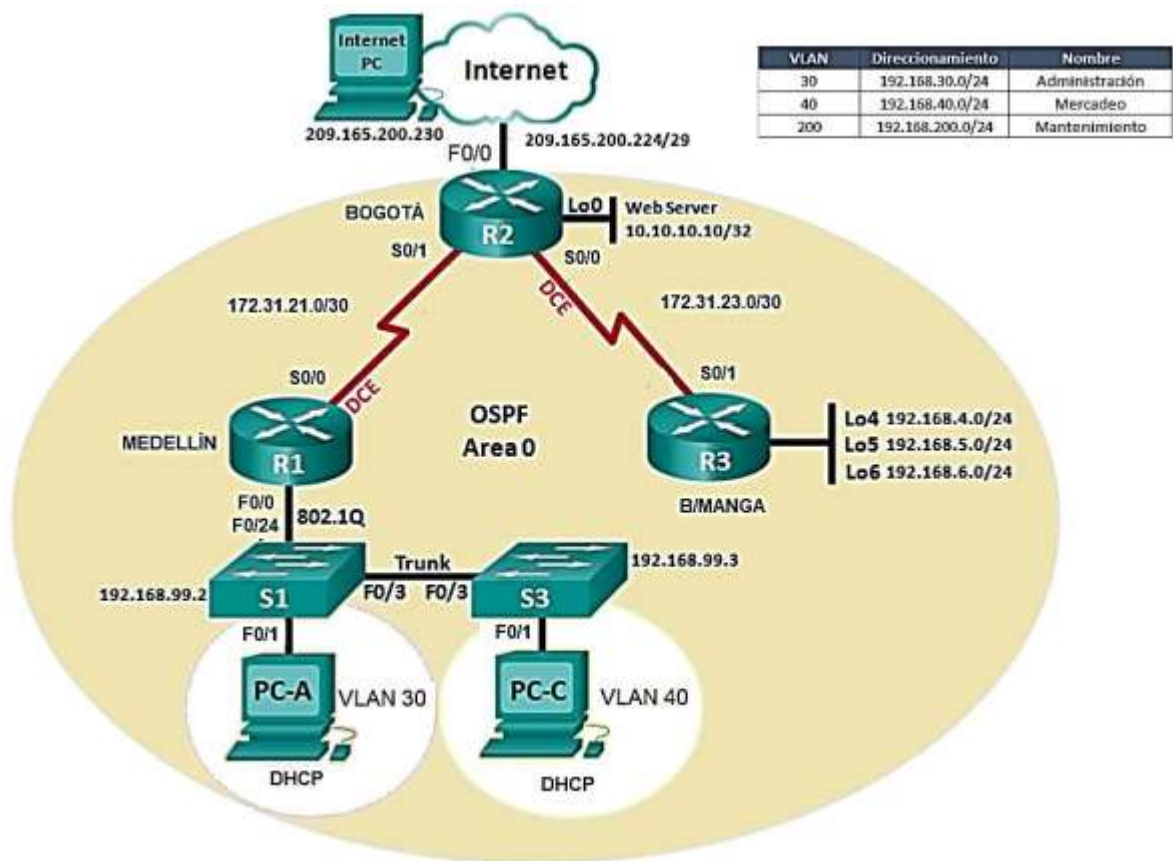 Internet
PC
Internet
209.165.200.230
209.165.200.224/29
F0/0
VLAN Direccionamiento Nombre
30 192.168.30.0/24 Administración
40 192.168.40.0/24 Mercadeo
200 192.168.200.0/24 Mantenimiento
BOGOTÁ
R2
Lo0
Web Server
10.10.10.10/32
S0/1
S0/0
172.31.21.0/30
DCE
172.31.23.0/30
S0/0
DCE
S0/1
OSPF
Area 0
MEDELLÍN
R1
R3
B/MANGA
Lo4 192.168.4.0/24
Lo5 192.168.5.0/24
Lo6 192.168.6.0/24
F0/0
F0/24
802.1Q
Trunk
192.168.99.3
192.168.99.2
S1
F0/3
F0/3
S3
F0/1
F0/1
PC-A
VLAN 30
PC-C
VLAN 40
DHCP
DHCP